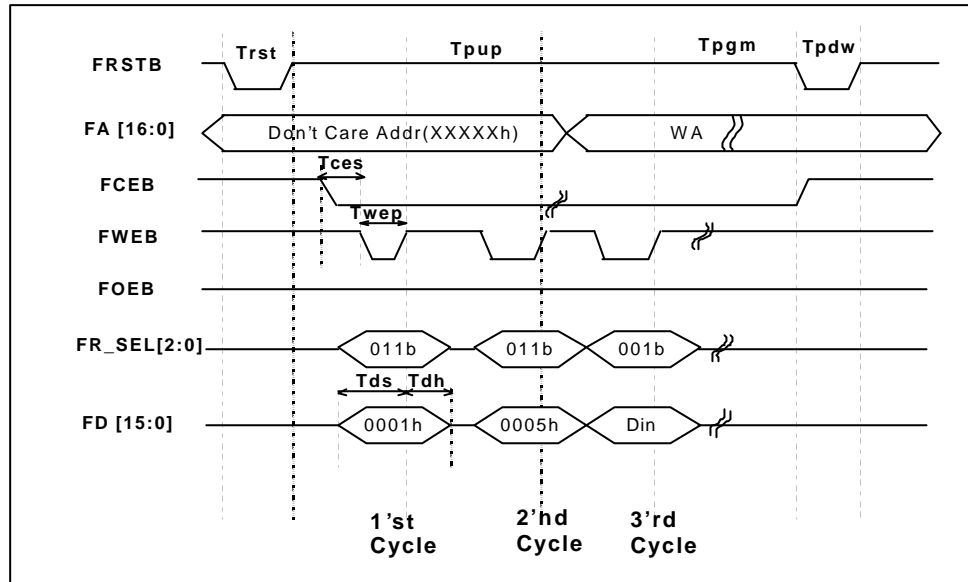 Trst Tpup Tpgm Tpdw
FRSTB
FA [16:0] Don't Care Addr(XXXXXh) WA
Tces
FCEB
Twep
FWEB
FOEB
FR_SEL[2:0] 011b 011b 001b
Tds Tdh
FD [15:0] 0001h 0005h Din
1'st 2'hd 3'rd
Cycle Cycle Cycle